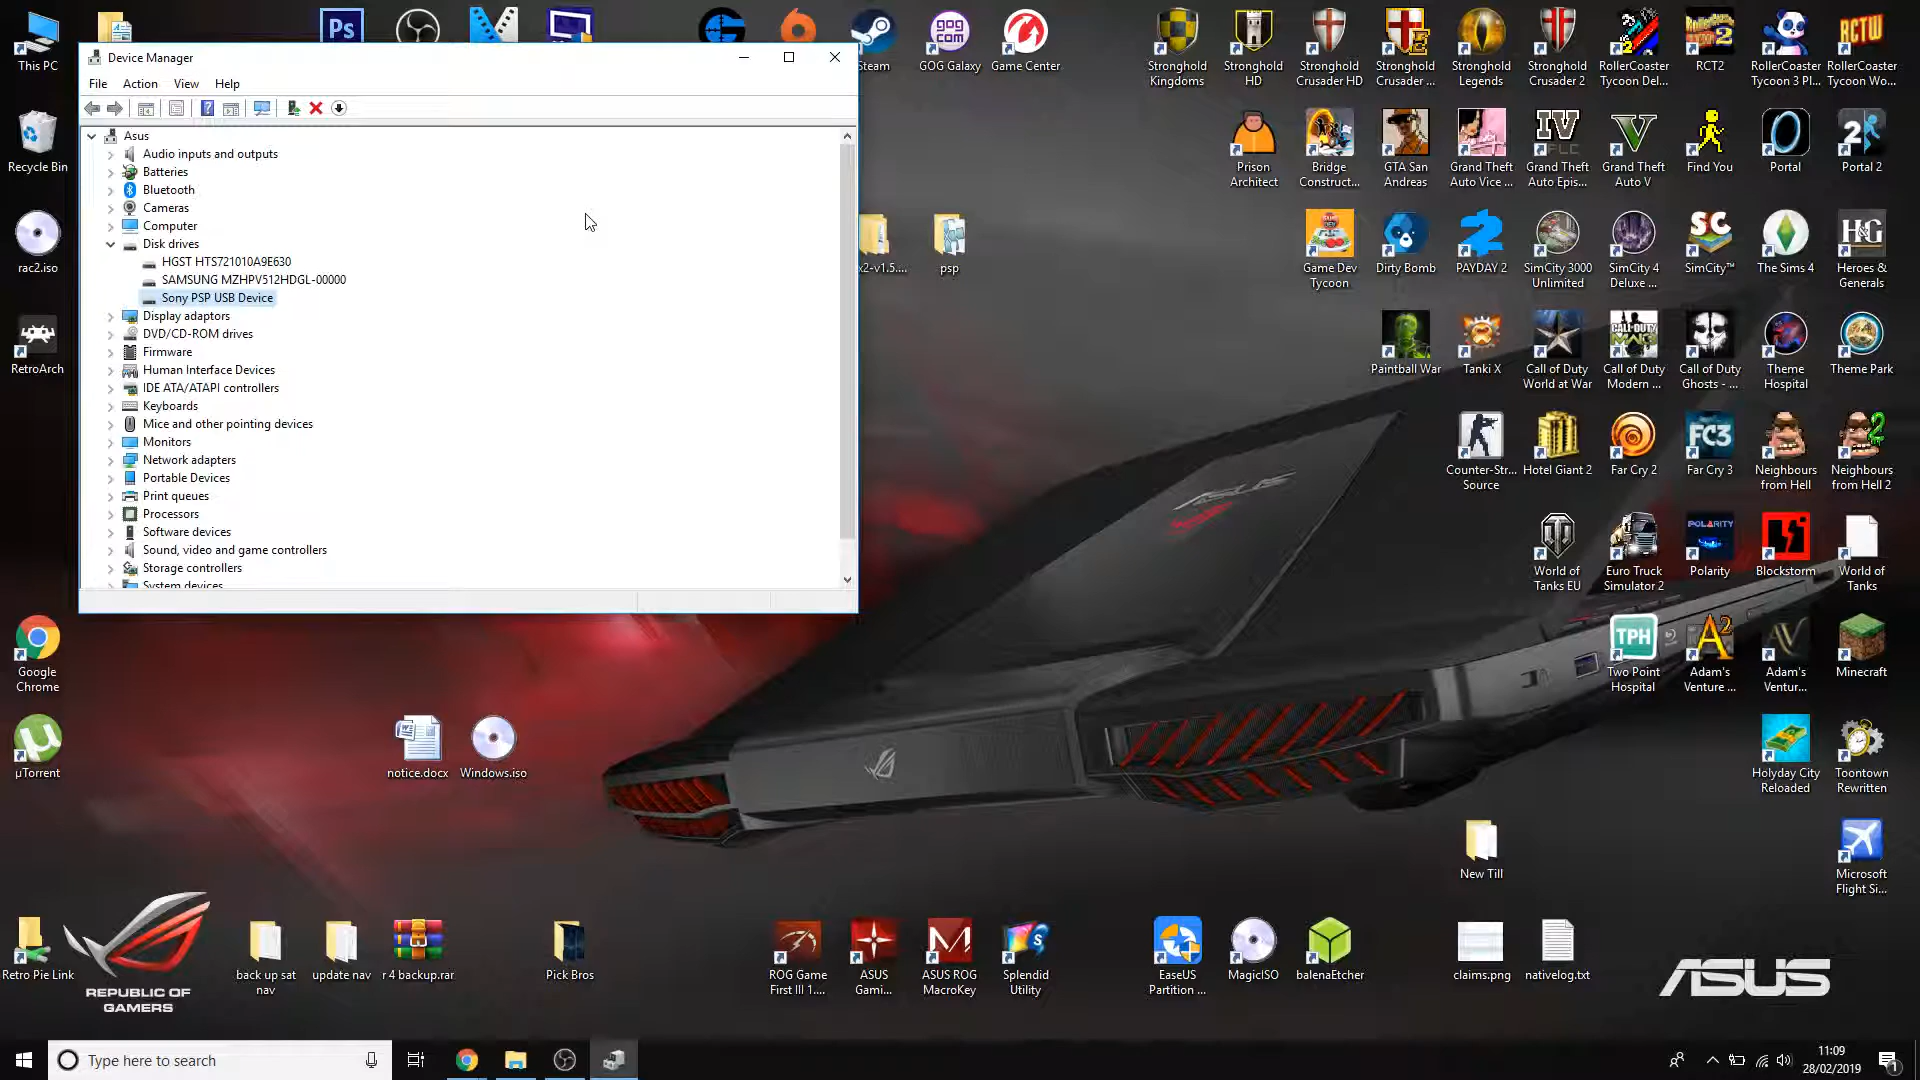 Device Manager
File Action View Help
Asus
Audio inputs and outputs
Batteries
Bluetooth
Cameras
Computer
Disk drives
HGST HTS721010A9E630
SAMSUNG MZHPV512HDGL-00000
Sony PSP USB Device
Display adaptors
DVD/CD-ROM drives
Firmware
Human Interface Devices
IDE ATA/ATAPI controllers
Keyboards
Mice and other pointing devices
Monitors
Network adapters
Portable Devices
Print queues
Processors
Software devices
Sound, video and game controllers
Storage controllers
System devices
This PC
Recycle Bin
rac2.iso
RetroArch
Google
Chrome
µTorrent
Ps
Steam
GOG Galaxy
Game Center
Stronghold
Kingdoms
Stronghold
HD
Stronghold
Crusader HD
Stronghold
Crusader ...
Stronghold
Legends
Stronghold
Crusader 2
RollerCoaster
Tycoon Del...
RCT2
RollerCoaster
Tycoon 3 Pl...
RollerCoaster
Tycoon Wo...
Prison
Architect
Bridge
Construct...
GTA San
Andreas
Grand Theft
Auto Vice ...
Grand Theft
Auto Epis...
Grand Theft
Auto V
Find You
Portal
Portal 2
x2-v1.5....
psp
Game Dev
Tycoon
Dirty Bomb
PAYDAY 2
SimCity 3000
Unlimited
SimCity 4
Deluxe ...
SimCity™
The Sims 4
Heroes &
Generals
Paintball War
Tanki X
Call of Duty
World at War
Call of Duty
Modern ...
Call of Duty
Ghosts - ...
Theme
Hospital
Theme Park
Counter-Str...
Source
Hotel Giant 2
Far Cry 2
Far Cry 3
Neighbours
from Hell
Neighbours
from Hell 2
World of
Tanks EU
Euro Truck
Simulator 2
Polarity
Blockstorm
World of
Tanks
Two Point
Hospital
Adam's
Venture ...
Adam's
Ventur...
Minecraft
notice.docx
Windows.iso
Holyday City
Reloaded
Toontown
Rewritten
New Till
Microsoft
Flight Si...
Retro Pie Link
REPUBLIC OF
GAMERS
back up sat
nav
update nav
r 4 backup.rar
Pick Bros
ROG Game
First III 1....
ASUS
Gami...
ASUS ROG
MacroKey
Splendid
Utility
EaseUS
Partition ...
MagicISO
balenaEtcher
claims.png
nativelog.txt
ASUS
Type here to search
11:09
28/02/2019
1